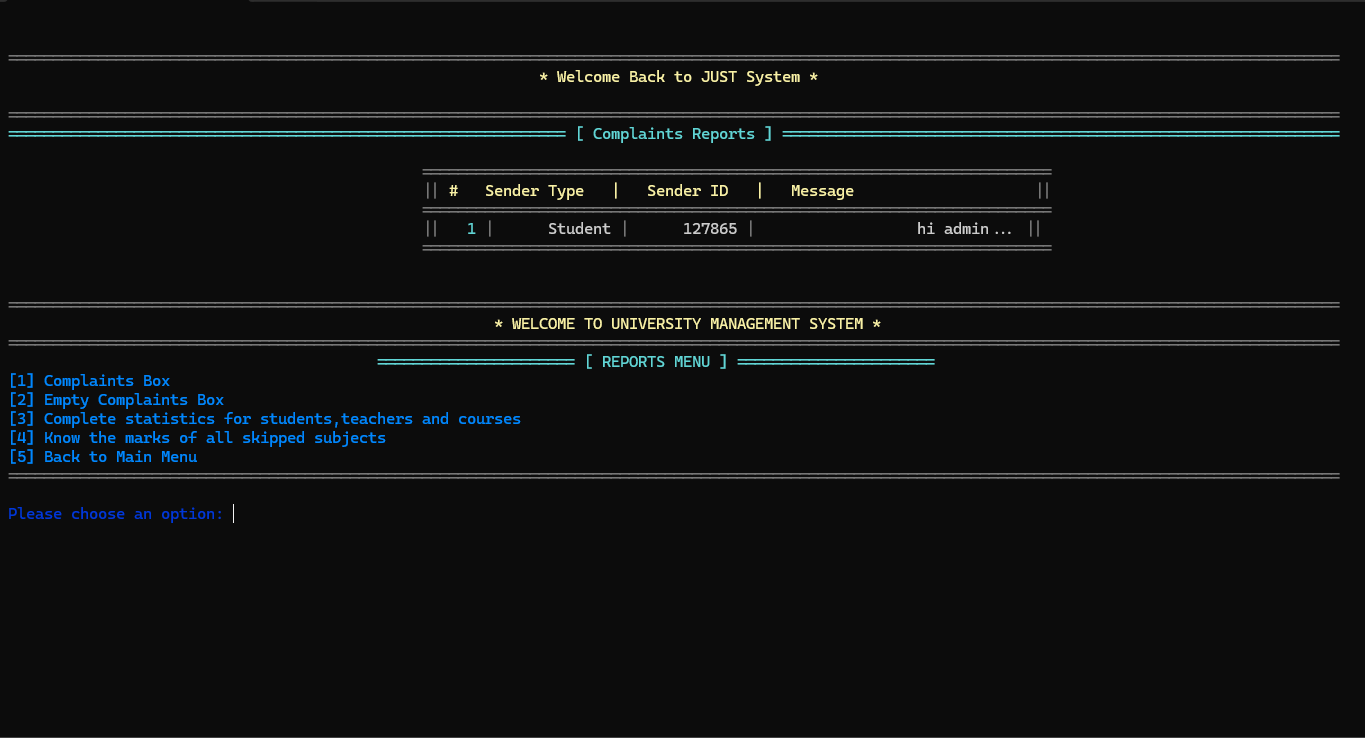 * Welcome Back to JUST System *
[ Complaints Reports ]
|| # Sender Type | Sender ID | Message ||
|| 1 | Student | 127865 | hi admin... ||
* WELCOME TO UNIVERSITY MANAGEMENT SYSTEM *
[ REPORTS MENU ]
[1] Complaints Box
[2] Empty Complaints Box
[3] Complete statistics for students,teachers and courses
[4] Know the marks of all skipped subjects
[5] Back to Main Menu
Please choose an option: